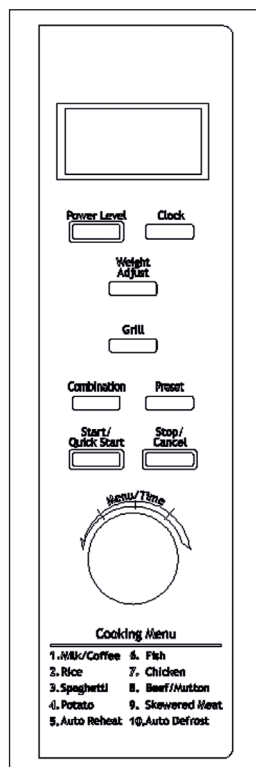 Power Level Clock
Weight
Adjust
Grill
Combination Preset
Start/ Stop/
Quick Start Cancel
Menu/Time
Cooking Menu
1.Milk/Coffee 6. Fish
2.Rice 7. Chicken
3.Spaghetti 8. Beef/Mutton
4.Potato 9. Skewered Meat
5.Auto Reheat 10.Auto Defrost